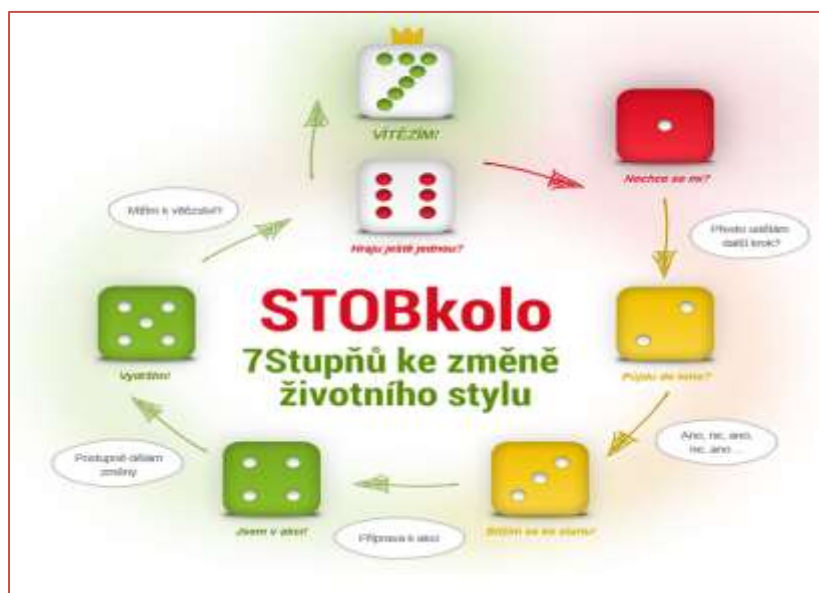 VÍTĚZÍM!
Nechce se mi?
Mířím k vítězství?
Hraju ještě jednou?
Přesto udělám
další krok?
STOBkolo
7Stupňů ke změně
životního stylu
Vydržím!
Půjdu do toho?
Ano, ne, ano,
ne, ano ...
Postupně dělám
změny
Jsem v akci!
Příprava k akci
Blížím se ke startu!